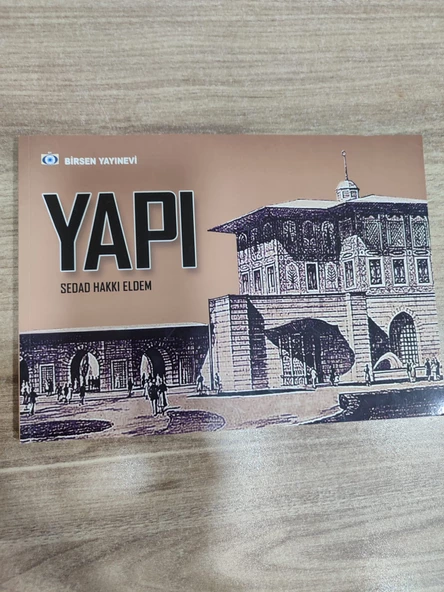 BİRSEN YAYINEVİ
YAPI
SEDAD HAKKI ELDEM